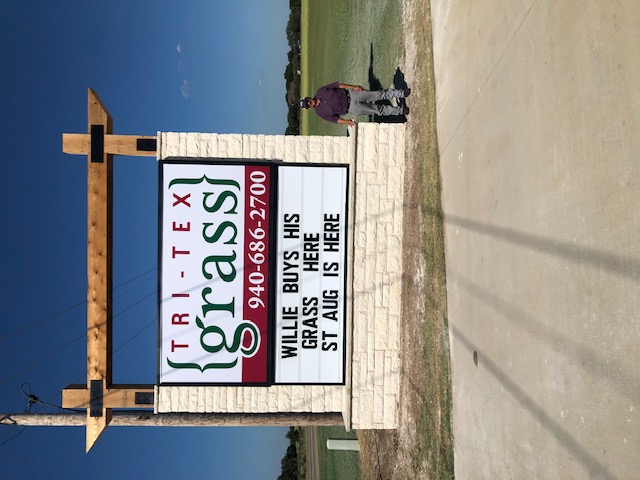 TRI-TEX
{grass}
940-686-2700
WILLIE BUYS HIS
GRASS HERE
ST AUG IS HERE